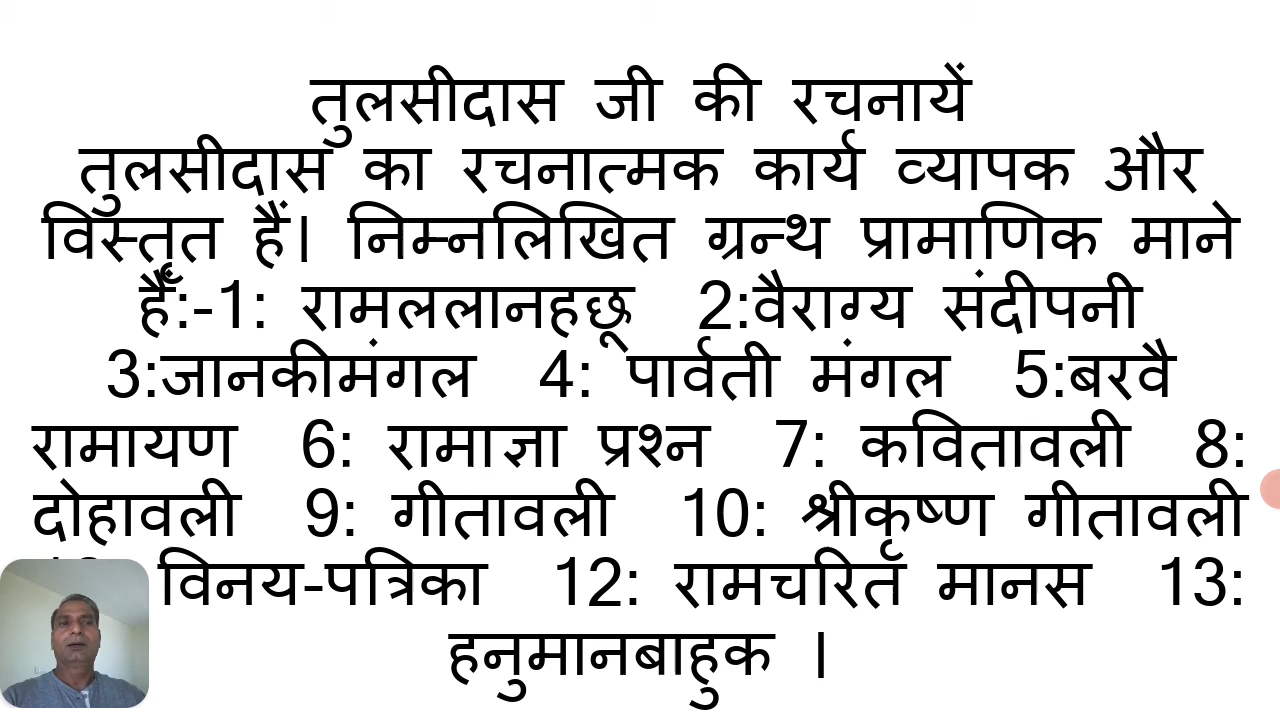 तुलसीदास जी की रचनायें
तुलसीदास का रचनात्मक कार्य व्यापक और
विस्तृत हैं। निम्नलिखित ग्रन्थ प्रामाणिक माने
हैं:-1: रामललानहछू 2:वैराग्य संदीपनी
3:जानकीमंगल 4: पार्वती मंगल 5:बरवै
रामायण 6: रामाज्ञा प्रश्न 7: कवितावली 8:
दोहावली 9: गीतावली 10: श्रीकृष्ण गीतावली
विनय-पत्रिका 12: रामचरित मानस 13:
हनुमानबाहुक ।